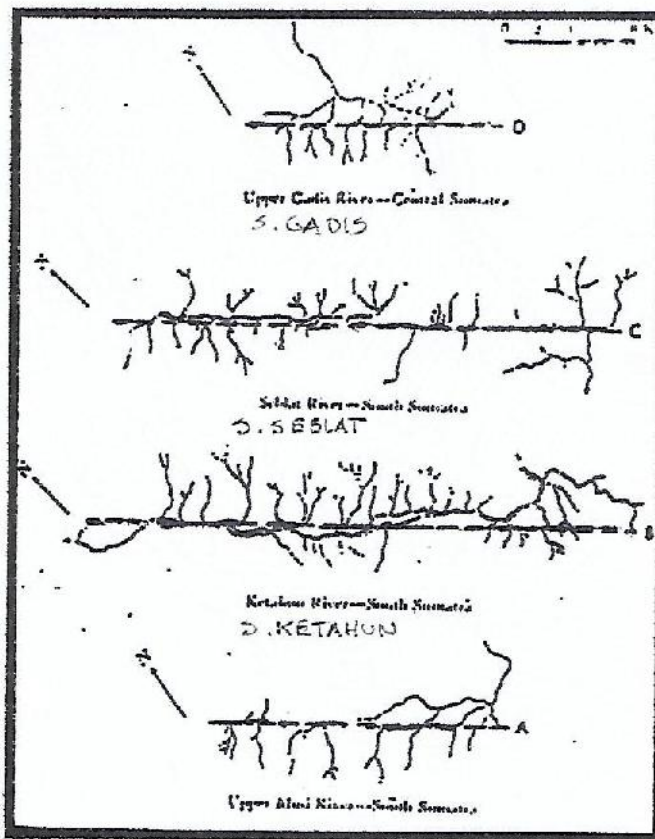 D
Upper Gadis River—Central Sumatra
S. GADIS
C
Seblat River—South Sumatra
S. SEBLAT
B
Ketahun River—South Sumatra
S. KETAHUN
A
Upper Musi River—South Sumatra